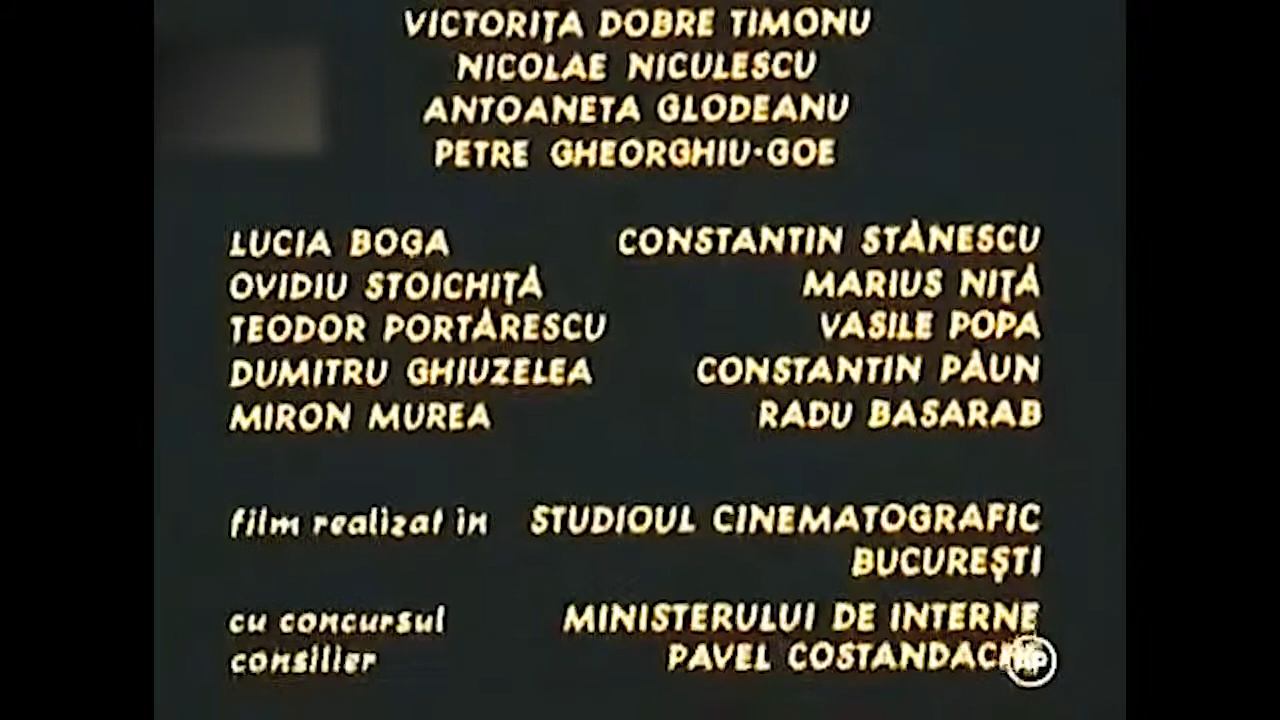 VICTORIȚA DOBRE TIMONU
NICOLAE NICULESCU
ANTOANETA GLODEANU
PETRE GHEORGHIU-GOE
LUCIA BOGA CONSTANTIN STĂNESCU
OVIDIU STOICHIȚĂ MARIUS NIȚĂ
TEODOR PORTĂRESCU VASILE POPA
DUMITRU GHIUZELEA CONSTANTIN PĂUN
MIRON MUREA RADU BASARAB
film realizat în STUDIOUL CINEMATOGRAFIC
BUCUREȘTI
cu concursul MINISTERULUI DE INTERNE
consilier PAVEL